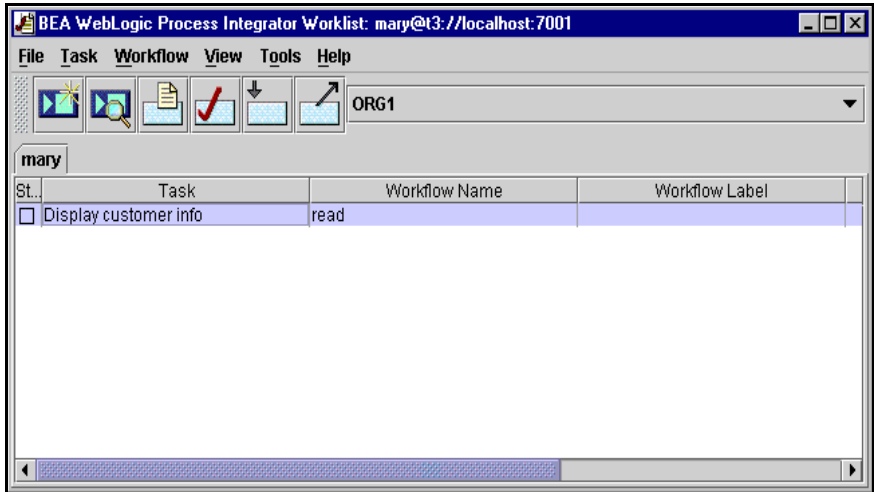 BEA WebLogic Process Integrator Worklist: mary@t3://localhost:7001
File Task Workflow View Tools Help
ORG1
mary
St.. Task Workflow Name Workflow Label
Display customer info read